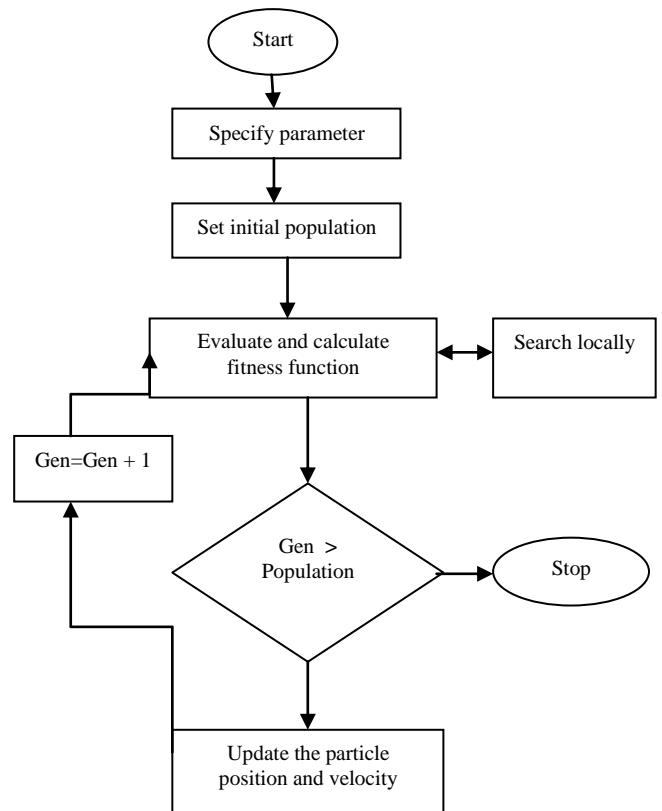 Start
Specify parameter
Set initial population
Evaluate and calculate
fitness function
Search locally
Gen=Gen + 1
Gen >
Population
Stop
Update the particle
position and velocity